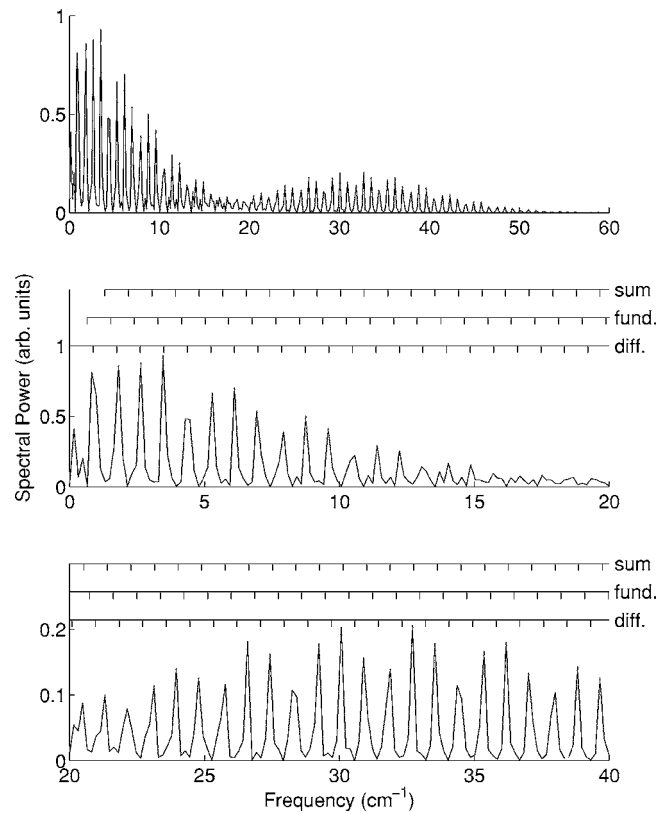 1
0.5
0
0 10 20 30 40 50 60
sum
fund.
1
diff.
0.5
0
0 5 10 15 20
Spectral Power (arb. units)
sum
fund.
diff.
0.2
0.1
0
20 25 30 35 40
Frequency (cm⁻¹)